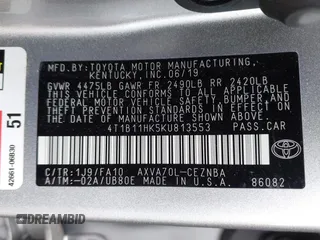 MFD. BY:TOYOTA MOTOR MANUFACTURING,
KENTUCKY, INC.06/19
GVWR 4475LB GAWR FR 2490LB RR 2420LB
THIS VEHICLE CONFORMS TO ALL APPLICABLE
FEDERAL MOTOR VEHICLE SAFETY, BUMPER, AND
THEFT PREVENTION STANDARDS IN EFFECT ON
THE DATE OF MANUFACTURE SHOWN ABOVE.
4T1B11HK5KU813553 PASS.CAR
C/TR:1J9/FA10 AXVA70L-CEZNBA
A/TM:-02A/UB80E MADE IN U.S.A. 86082
TOYOTA
51
42661-06B30
DREAMBID